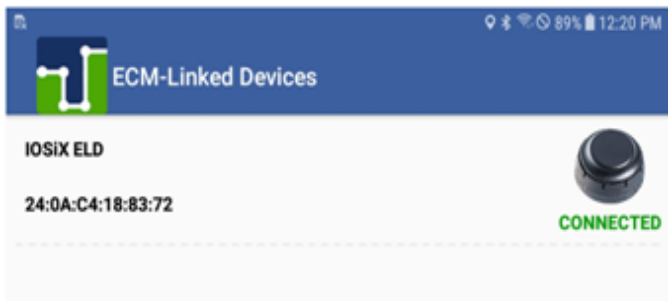 89% 12:20 PM
ECM-Linked Devices
IOSiX ELD
24:0A:C4:18:83:72
CONNECTED